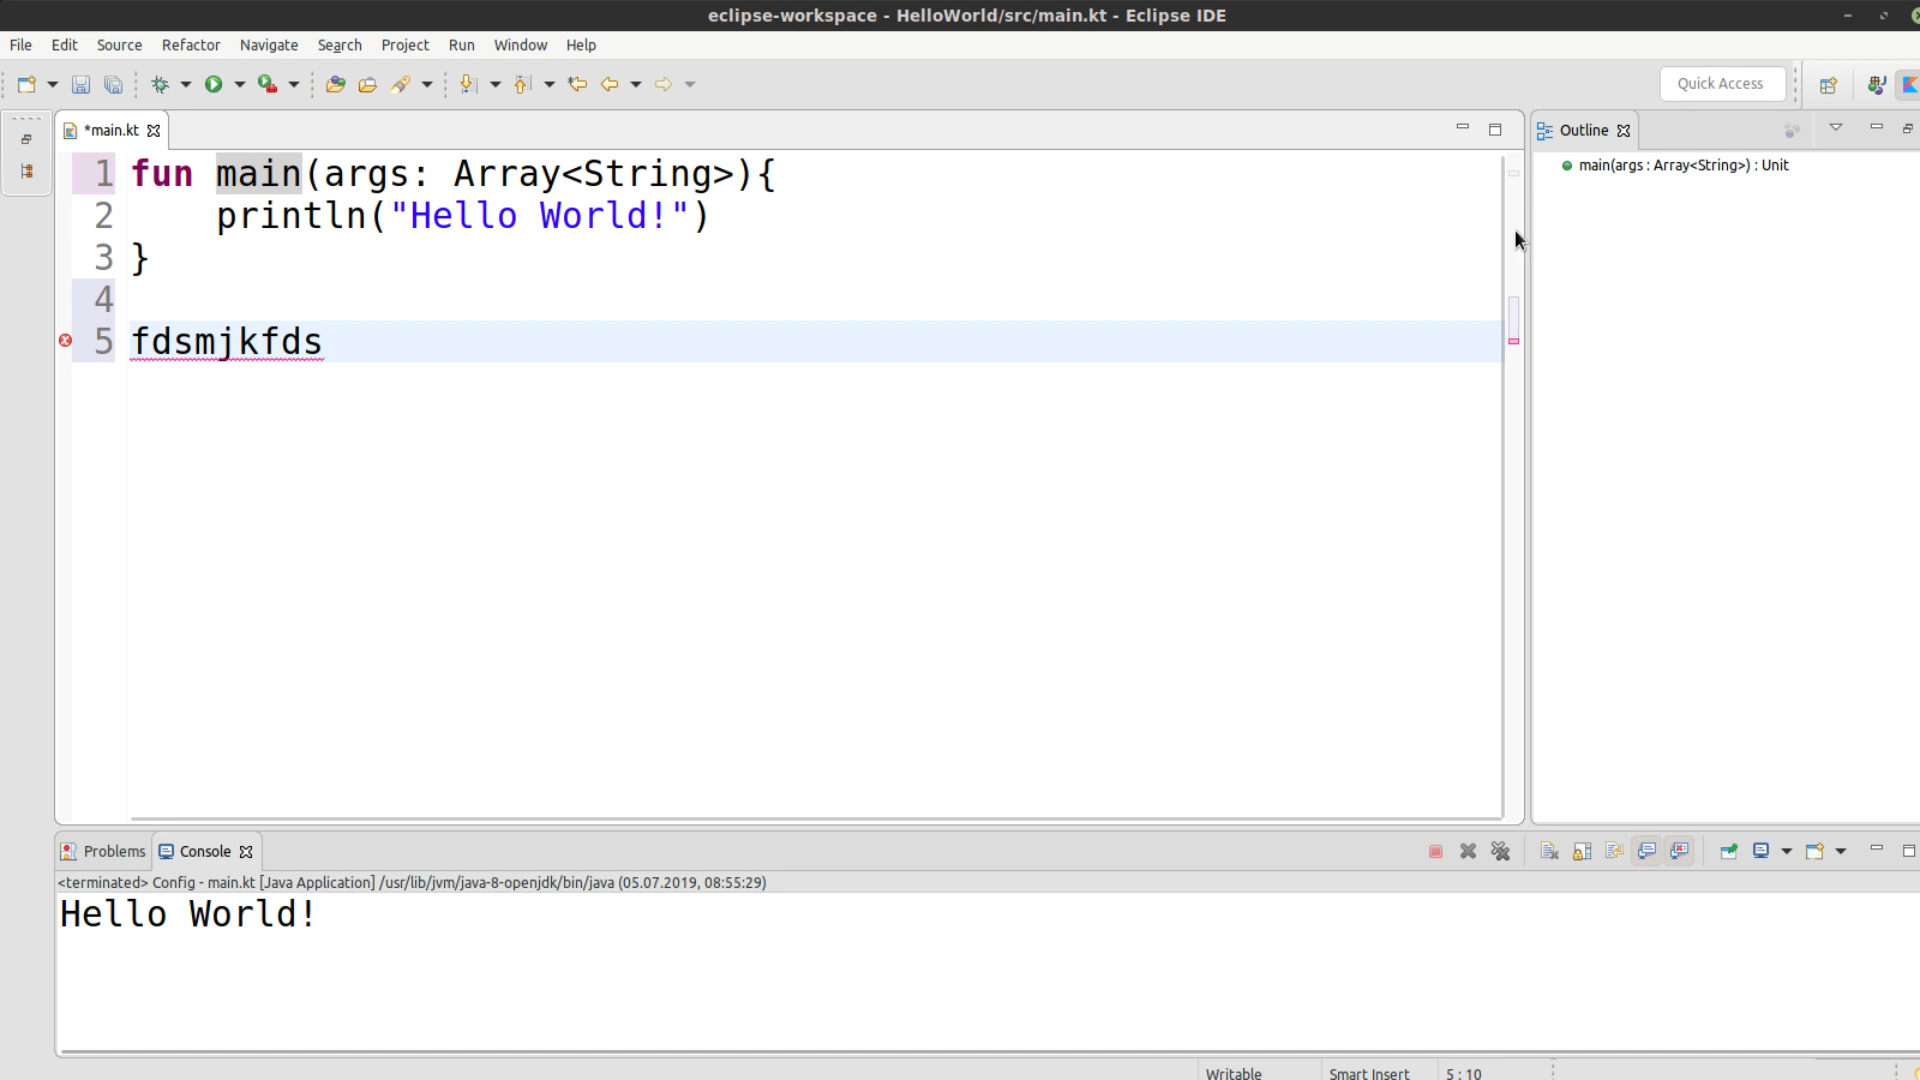 eclipse-workspace - HelloWorld/src/main.kt - Eclipse IDE
File Edit Source Refactor Navigate Search Project Run Window Help
Quick Access
*main.kt
Outline
1 fun main(args: Array<String>){
main(args : Array<String>) : Unit
2     println("Hello World!")
3 }
4
5 fdsmjkfds
Problems Console
<terminated> Config - main.kt [Java Application] /usr/lib/jvm/java-8-openjdk/bin/java (05.07.2019, 08:55:29)
Hello World!
Writable Smart Insert 5 : 10